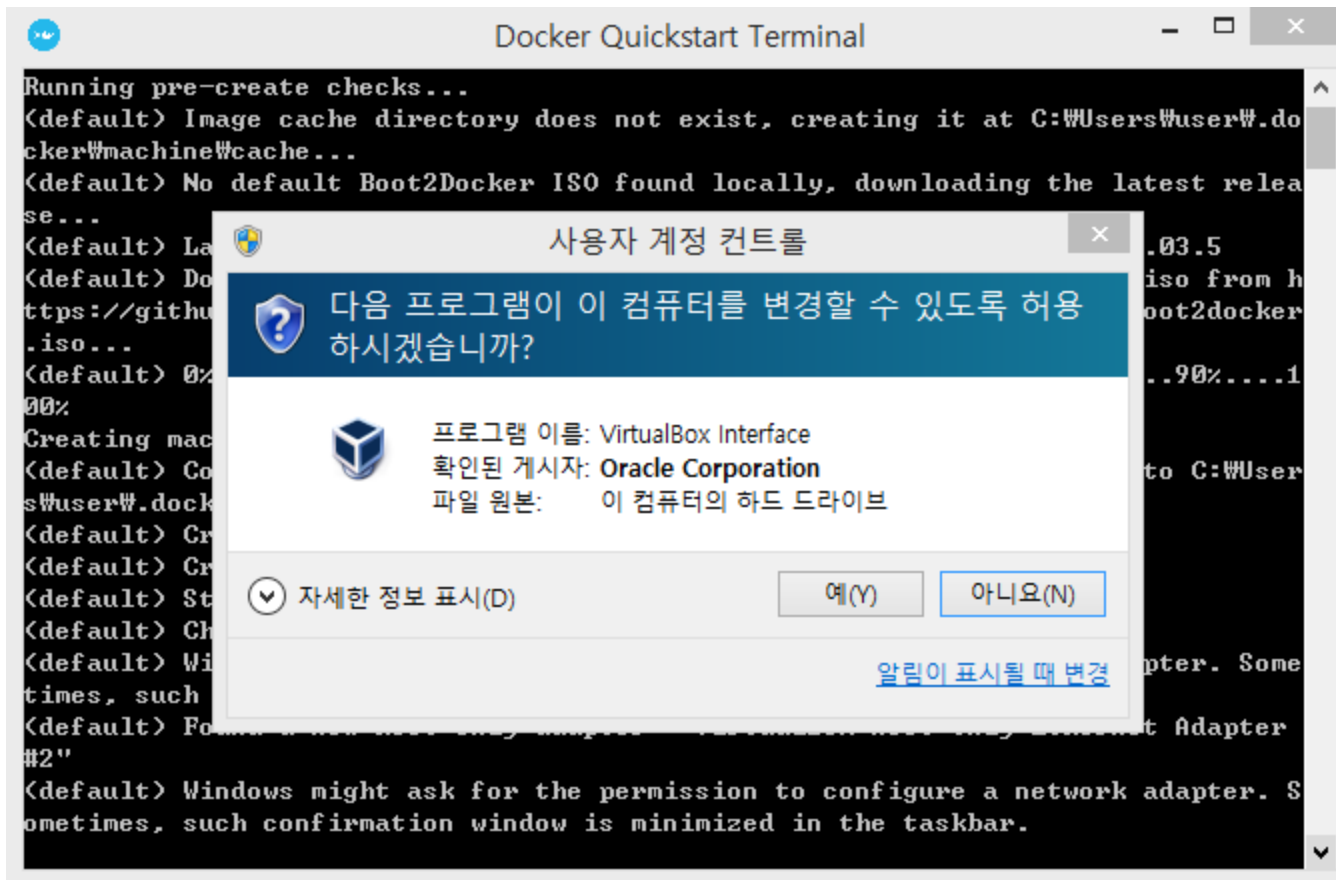 Docker Quickstart Terminal
Running pre-create checks...
(default) Image cache directory does not exist, creating it at C:₩Users₩user₩.do
cker₩machine₩cache...
(default) No default Boot2Docker ISO found locally, downloading the latest relea
se...
(default) La .03.5
(default) Do iso from h
ttps://githu oot2docker
.iso...
(default) 0% ..90%....1
00%
Creating mac
(default) Co to C:₩User
s₩user₩.dock
(default) Cr
(default) Cr
(default) St
(default) Ch
(default) Wi pter. Some
times, such
(default) Fo t Adapter
#2"
(default) Windows might ask for the permission to configure a network adapter. S
ometimes, such confirmation window is minimized in the taskbar.
사용자 계정 컨트롤
다음 프로그램이 이 컴퓨터를 변경할 수 있도록 허용
하시겠습니까?
프로그램 이름: VirtualBox Interface
확인된 게시자: Oracle Corporation
파일 원본: 이 컴퓨터의 하드 드라이브
자세한 정보 표시(D)
예(Y)
아니요(N)
알림이 표시될 때 변경